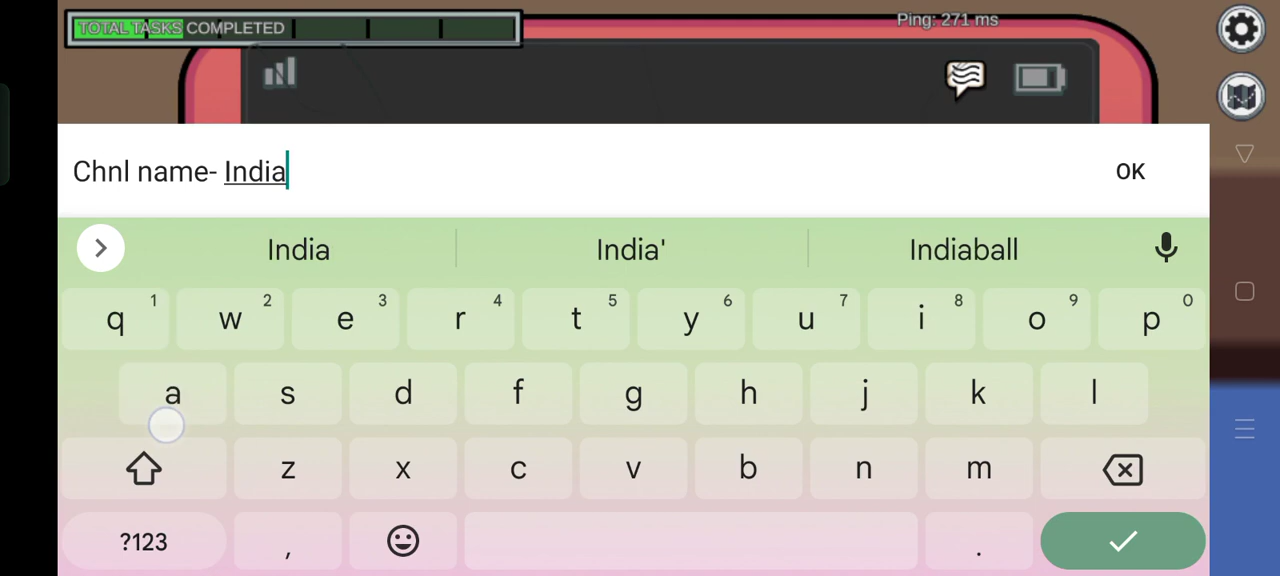 TOTAL TASKS COMPLETED
Ping: 271 ms
Chnl name- India
OK
India India' Indiaball
q 1 w 2 e 3 r 4 t 5 y 6 u 7 i 8 o 9 p 0
a s d f g h j k l
z x c v b n m
?123 , .